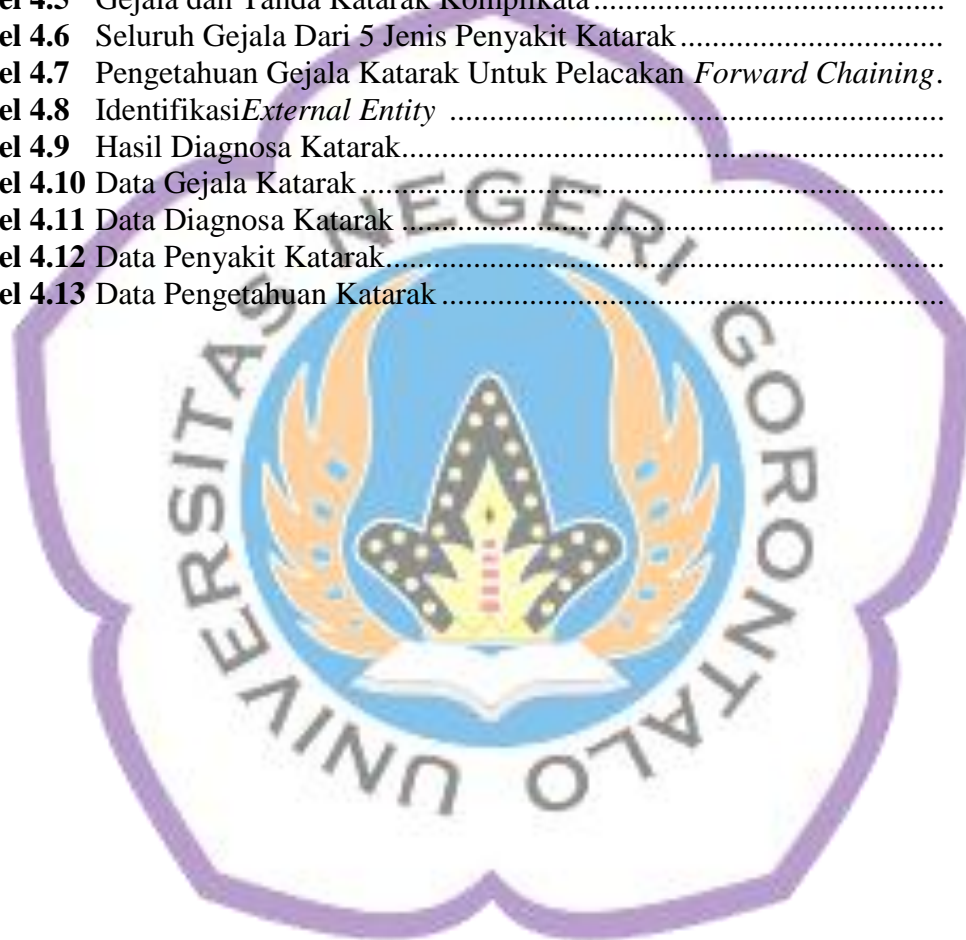 el 4.5 Gejala dan Tanda Katarak Komplikata........................................
el 4.6 Seluruh Gejala Dari 5 Jenis Penyakit Katarak.................................
el 4.7 Pengetahuan Gejala Katarak Untuk Pelacakan Forward Chaining.
el 4.8 IdentifikasiExternal Entity ...............................................................
el 4.9 Hasil Diagnosa Katarak.....................................................................
el 4.10 Data Gejala Katarak..........................................................................
el 4.11 Data Diagnosa Katarak.....................................................................
el 4.12 Data Penyakit Katarak.......................................................................
el 4.13 Data Pengetahuan Katarak................................................................
UNIVERSITAS NEGERI GORONTALO